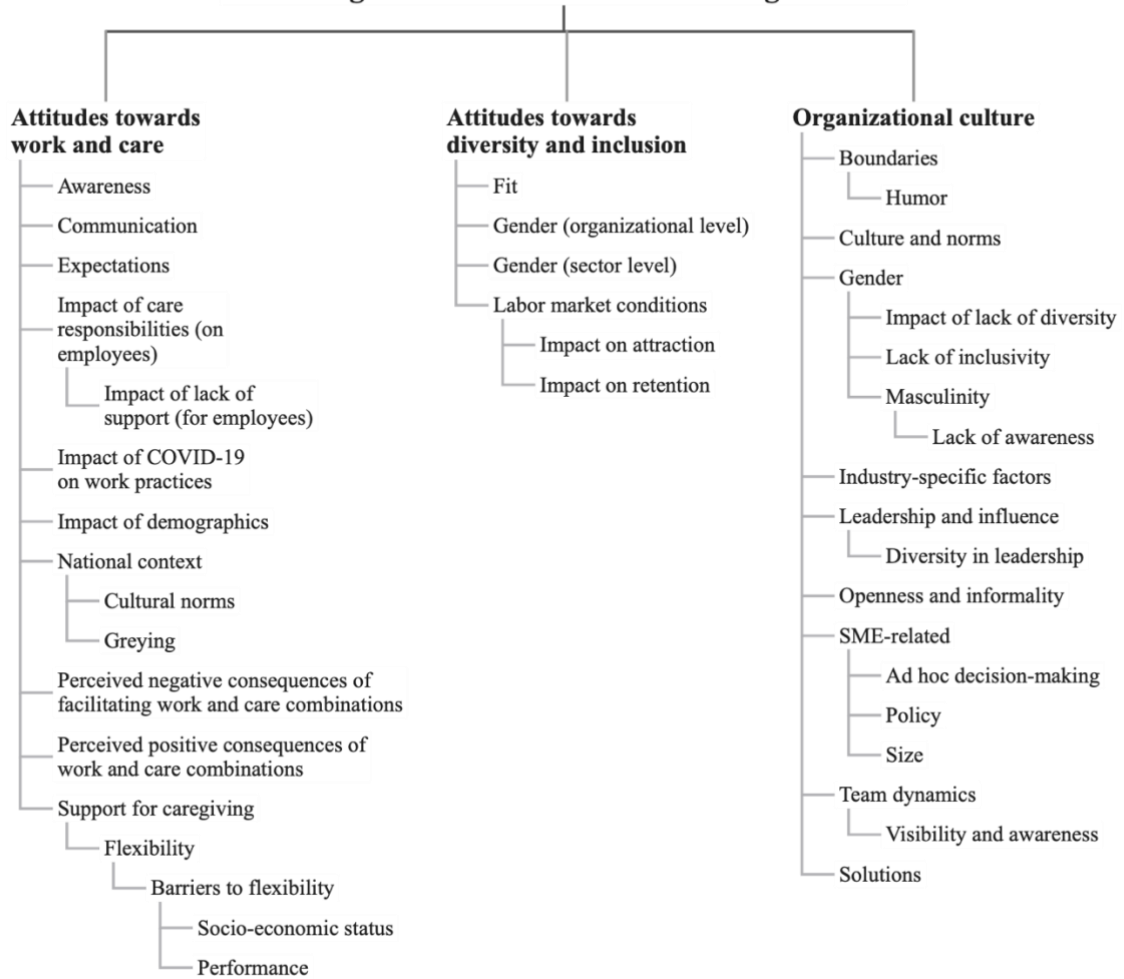 Attitudes towards
work and care
Awareness
Communication
Expectations
Impact of care
responsibilities (on
employees)
Impact of lack of
support (for employees)
Impact of COVID-19
on work practices
Impact of demographics
National context
Cultural norms
Greying
Perceived negative consequences of
facilitating work and care combinations
Perceived positive consequences of
work and care combinations
Support for caregiving
Flexibility
Barriers to flexibility
Socio-economic status
Performance
Attitudes towards
diversity and inclusion
Fit
Gender (organizational level)
Gender (sector level)
Labor market conditions
Impact on attraction
Impact on retention
Organizational culture
Boundaries
Humor
Culture and norms
Gender
Impact of lack of diversity
Lack of inclusivity
Masculinity
Lack of awareness
Industry-specific factors
Leadership and influence
Diversity in leadership
Openness and informality
SME-related
Ad hoc decision-making
Policy
Size
Team dynamics
Visibility and awareness
Solutions